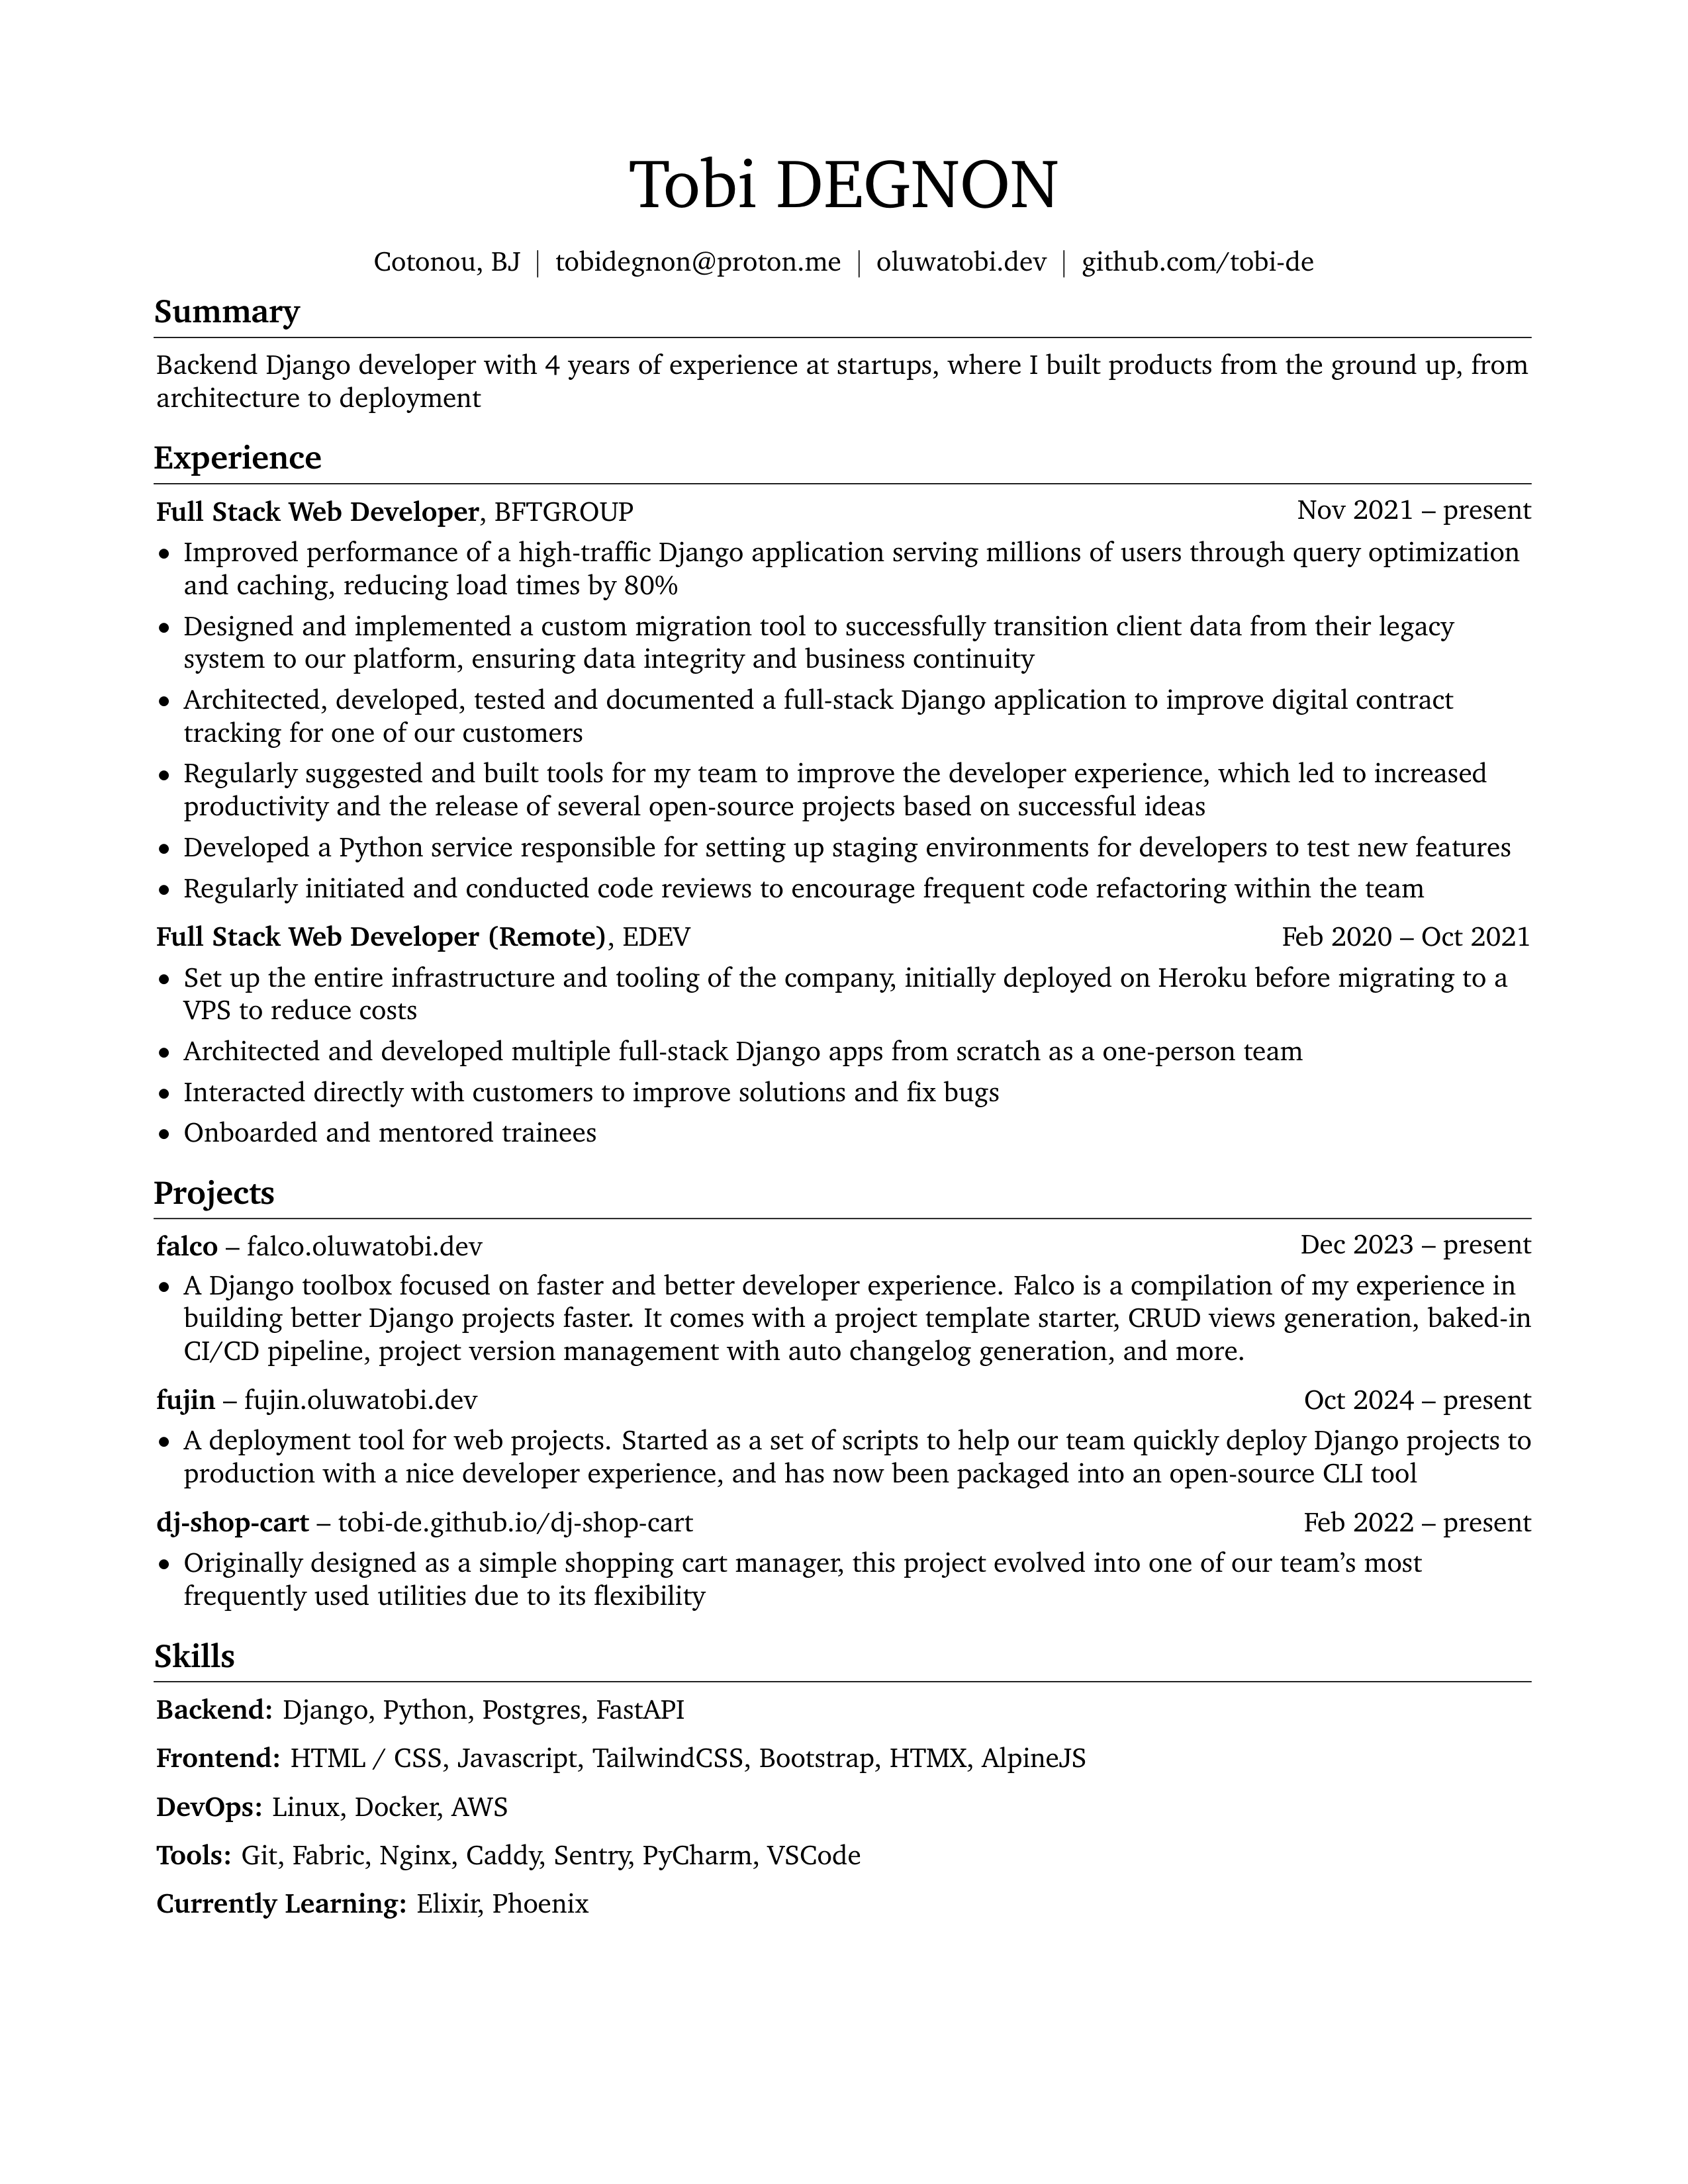 Tobi DEGNON
Cotonou, BJ | tobidegnon@proton.me | oluwatobi.dev | github.com/tobi-de
Summary
Backend Django developer with 4 years of experience at startups, where I built products from the ground up, from
architecture to deployment
Experience
Full Stack Web Developer, BFTGROUP Nov 2021 – present
• Improved performance of a high-traffic Django application serving millions of users through query optimization
and caching, reducing load times by 80%
• Designed and implemented a custom migration tool to successfully transition client data from their legacy
system to our platform, ensuring data integrity and business continuity
• Architected, developed, tested and documented a full-stack Django application to improve digital contract
tracking for one of our customers
• Regularly suggested and built tools for my team to improve the developer experience, which led to increased
productivity and the release of several open-source projects based on successful ideas
• Developed a Python service responsible for setting up staging environments for developers to test new features
• Regularly initiated and conducted code reviews to encourage frequent code refactoring within the team
Full Stack Web Developer (Remote), EDEV Feb 2020 – Oct 2021
• Set up the entire infrastructure and tooling of the company, initially deployed on Heroku before migrating to a
VPS to reduce costs
• Architected and developed multiple full-stack Django apps from scratch as a one-person team
• Interacted directly with customers to improve solutions and fix bugs
• Onboarded and mentored trainees
Projects
falco – falco.oluwatobi.dev Dec 2023 – present
• A Django toolbox focused on faster and better developer experience. Falco is a compilation of my experience in
building better Django projects faster. It comes with a project template starter, CRUD views generation, baked-in
CI/CD pipeline, project version management with auto changelog generation, and more.
fujin – fujin.oluwatobi.dev Oct 2024 – present
• A deployment tool for web projects. Started as a set of scripts to help our team quickly deploy Django projects to
production with a nice developer experience, and has now been packaged into an open-source CLI tool
dj-shop-cart – tobi-de.github.io/dj-shop-cart Feb 2022 – present
• Originally designed as a simple shopping cart manager, this project evolved into one of our team’s most
frequently used utilities due to its flexibility
Skills
Backend: Django, Python, Postgres, FastAPI
Frontend: HTML / CSS, Javascript, TailwindCSS, Bootstrap, HTMX, AlpineJS
DevOps: Linux, Docker, AWS
Tools: Git, Fabric, Nginx, Caddy, Sentry, PyCharm, VSCode
Currently Learning: Elixir, Phoenix